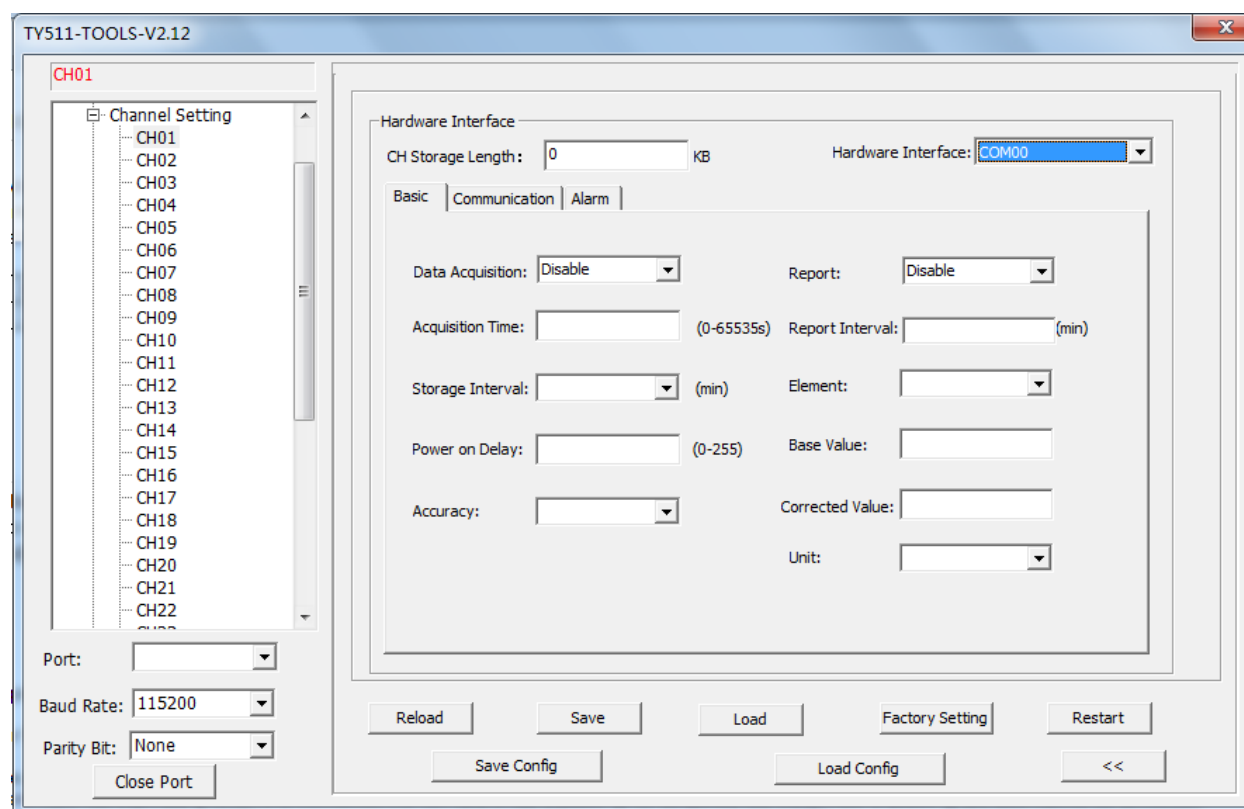 TY511-TOOLS-V2.12
CH01
Channel Setting
CH01
CH02
CH03
CH04
CH05
CH06
CH07
CH08
CH09
CH10
CH11
CH12
CH13
CH14
CH15
CH16
CH17
CH18
CH19
CH20
CH21
CH22
Port:
Baud Rate: 115200
Parity Bit: None
Close Port
Hardware Interface
CH Storage Length: 0 KB Hardware Interface: COM00
Basic Communication Alarm
Data Acquisition: Disable Report: Disable
Acquisition Time: (0-65535s) Report Interval: (min)
Storage Interval: (min) Element:
Power on Delay: (0-255) Base Value:
Accuracy: Corrected Value:
Unit:
Reload Save Load Factory Setting Restart
Save Config Load Config <<